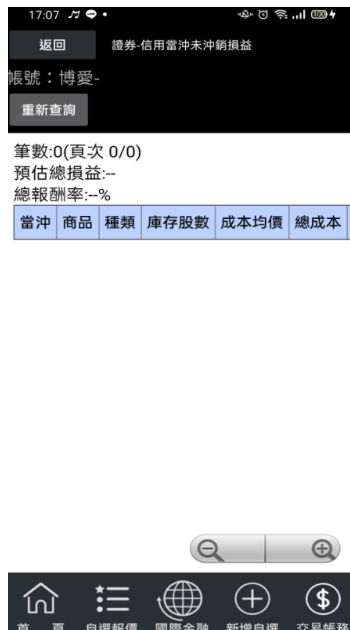 17:07
100
返回
證券-信用當沖未沖銷損益
帳號：博愛-
重新查詢
筆數:0(頁次 0/0)
預估總損益:--
總報酬率:--%
當沖 商品 種類 庫存股數 成本均價 總成本
首 頁 自選報價 國際金融 新增自選 交易帳務